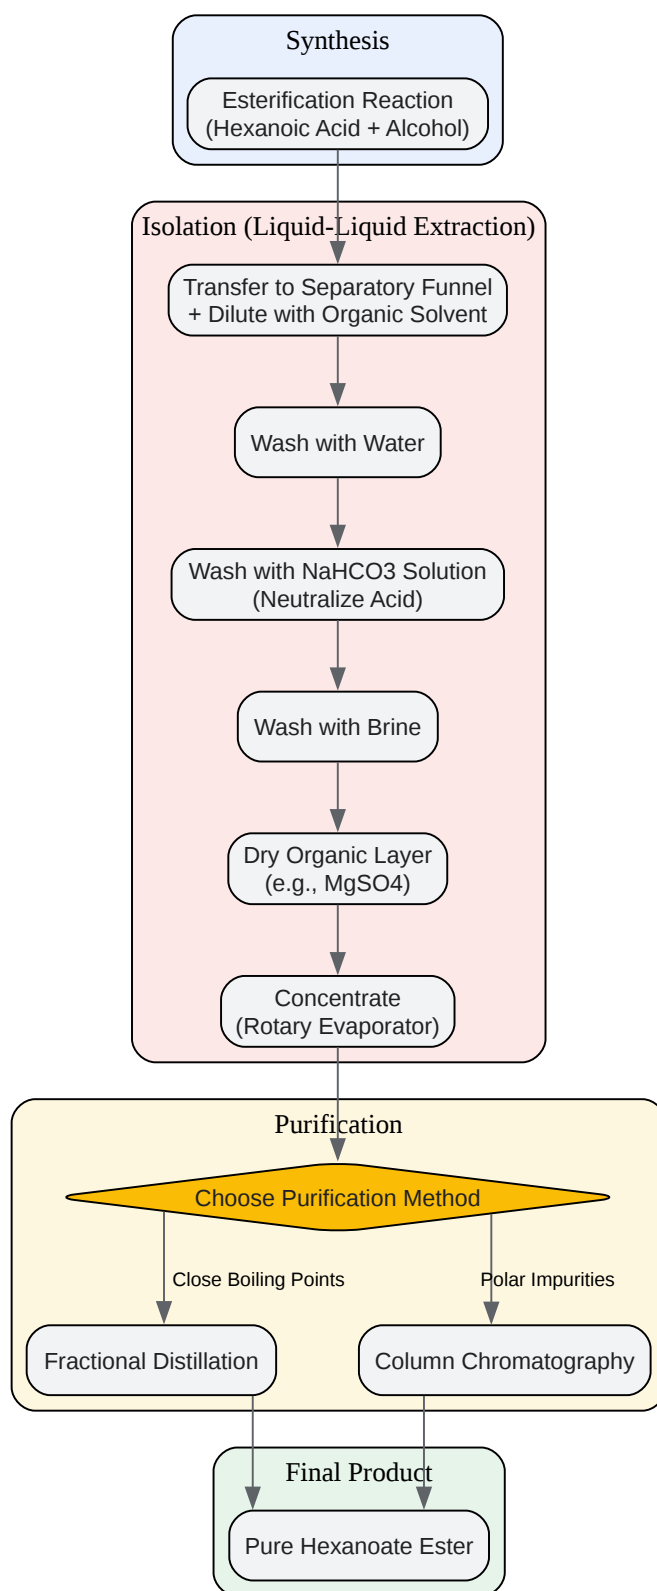 Synthesis
Esterification Reaction
(Hexanoic Acid + Alcohol)
Isolation (Liquid-Liquid Extraction)
Transfer to Separatory Funnel
+ Dilute with Organic Solvent
Wash with Water
Wash with NaHCO3 Solution
(Neutralize Acid)
Wash with Brine
Dry Organic Layer
(e.g., MgSO4)
Concentrate
(Rotary Evaporator)
Purification
Choose Purification Method
Close Boiling Points
Polar Impurities
Fractional Distillation
Column Chromatography
Final Product
Pure Hexanoate Ester